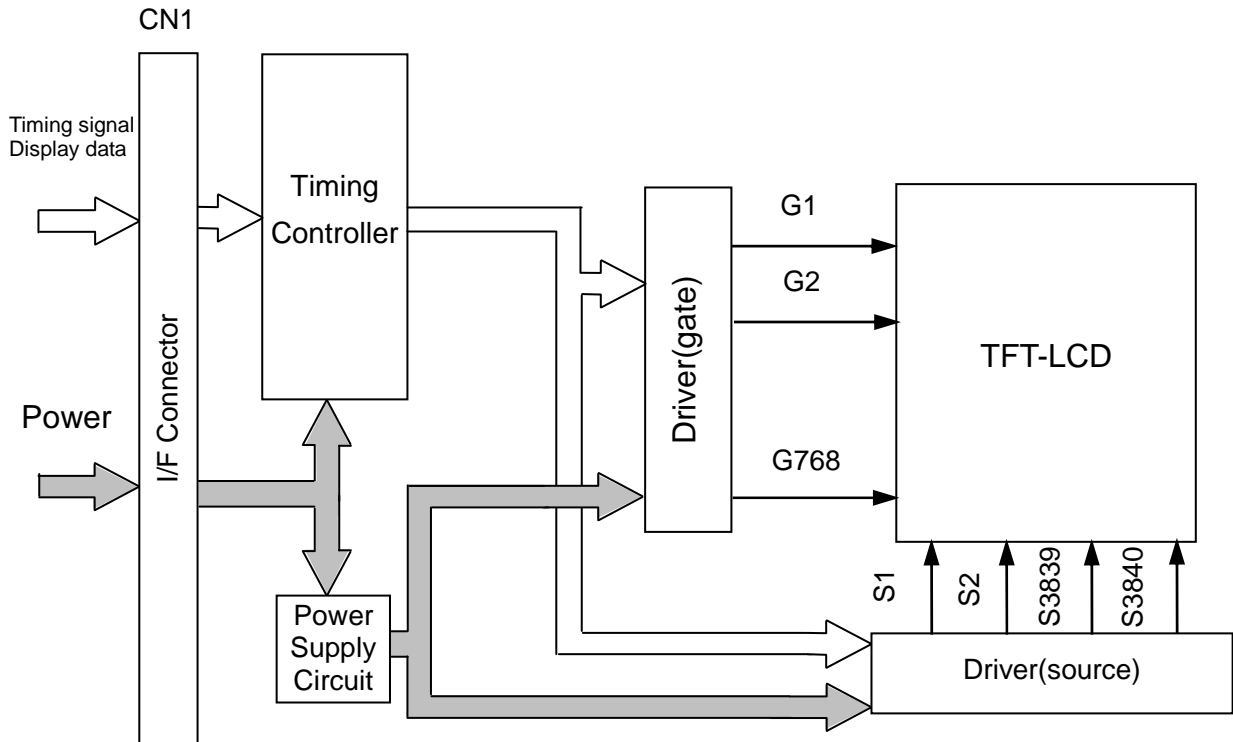 CN1
Timing signal
Display data
Power
I/F Connector
Timing
Controller
Power
Supply
Circuit
Driver(gate)
G1
G2
G768
TFT-LCD
S1
S2
S3839
S3840
Driver(source)